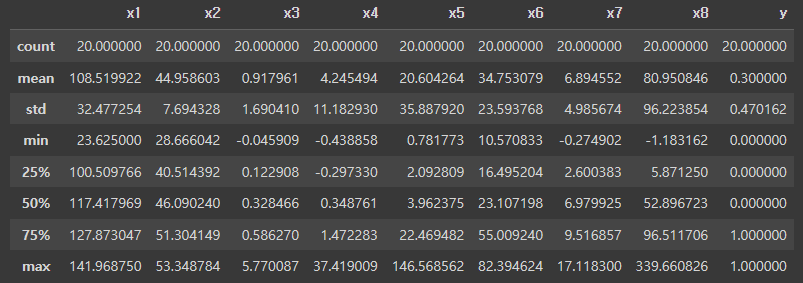 x1 x2 x3 x4 x5 x6 x7 x8 y
count 20.000000 20.000000 20.000000 20.000000 20.000000 20.000000 20.000000 20.000000 20.000000
mean 108.519922 44.958603 0.917961 4.245494 20.604264 34.753079 6.894552 80.950846 0.300000
std 32.477254 7.694328 1.690410 11.182930 35.887920 23.593768 4.985674 96.223854 0.470162
min 23.625000 28.666042 -0.045909 -0.438858 0.781773 10.570833 -0.274902 -1.183162 0.000000
25% 100.509766 40.514392 0.122908 -0.297330 2.092809 16.495204 2.600383 5.871250 0.000000
50% 117.417969 46.090240 0.328466 0.348761 3.962375 23.107198 6.979925 52.896723 0.000000
75% 127.873047 51.304149 0.586270 1.472283 22.469482 55.009240 9.516857 96.511706 1.000000
max 141.968750 53.348784 5.770087 37.419009 146.568562 82.394624 17.118300 339.660826 1.000000